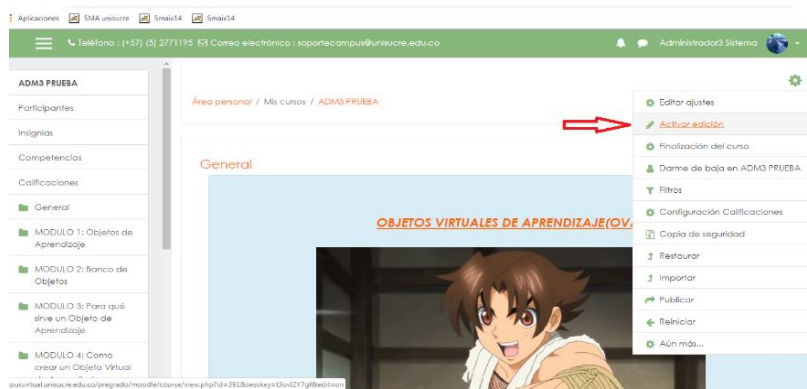 Aplicaciones SMA unisucre Smaix14 Smaix14
Teléfono : (+57) (5) 2771195 Correo electrónico : soportecampus@unisucre.edu.co Administrador3 Sistema
ADM3 PRUEBA
Participantes
Insignias
Competencias
Calificaciones
General
MODULO 1: Objetos de
Aprendizaje
MODULO 2: Banco de
Objetos
MODULO 3: Para qué
sirve un Objeto de
Aprendizaje
MODULO 4: Como
crear un Objeto Virtual
Área personal / Mis cursos / ADM3 PRUEBA
General
OBJETOS VIRTUALES DE APRENDIZAJE(OV
Editar ajustes
Activar edición
Finalización del curso
Darme de baja en ADM3 PRUEBA
Filtros
Configuración Calificaciones
Copia de seguridad
Restaurar
Importar
Publicar
Reiniciar
Aún más...